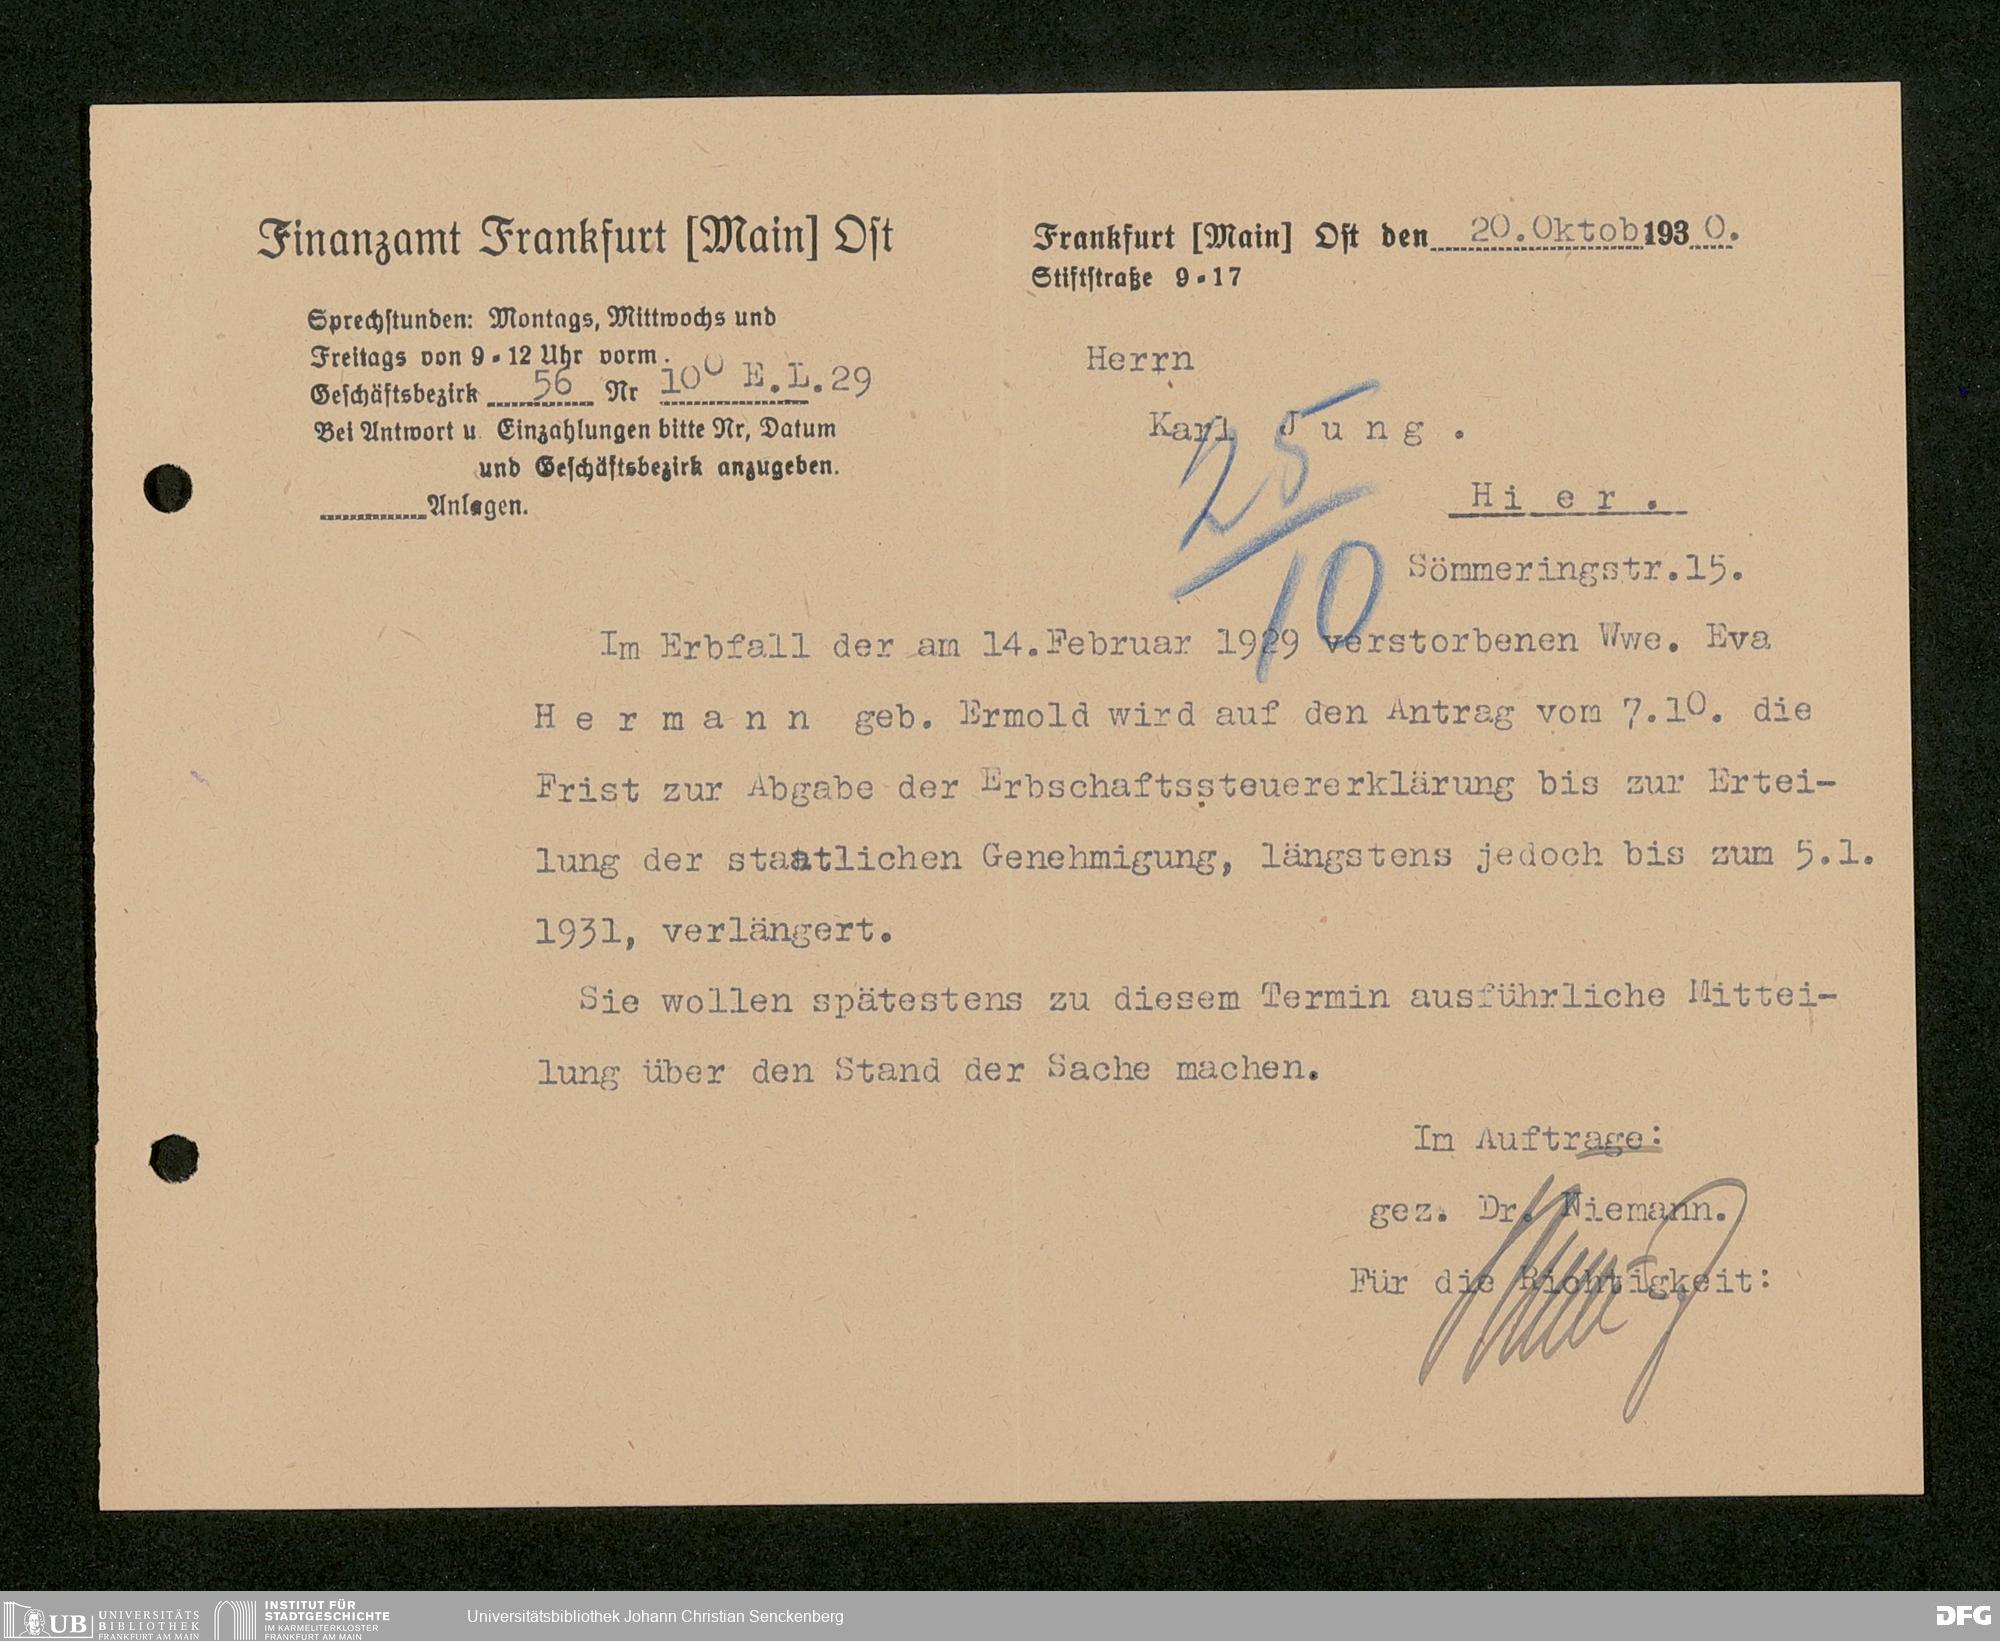 Finanzamt Frankfurt [Main] Ost
Sprechstunden: Montags, Mittwochs und
Freitags von 9-12 Uhr vorm.
Geschäftsbezirk 56 Nr 100 E.L.29
Bei Antwort u. Einzahlungen bitte Nr, Datum
und Geschäftsbezirk anzugeben.
Anlagen.
Frankfurt [Main] Ost den 20.Oktob 1930.
Stiftstraße 9-17
Herrn
Karl Jung.
Hier.
Sömmeringstr.15.
25/10
Im Erbfall der am 14.Februar 1929 verstorbenen Wwe. Eva
Hermann geb. Ermold wird auf den Antrag vom 7.10. die
Frist zur Abgabe der Erbschaftssteuererklärung bis zur Ertei-
lung der staatlichen Genehmigung, längstens jedoch bis zum 5.1.
1931, verlängert.
Sie wollen spätestens zu diesem Termin ausführliche Mittei-
lung über den Stand der Sache machen.
Im Auftrage:
gez. Dr. Niemann.
Für die Richtigkeit:
UB UNIVERSITÄTS
BIBLIOTHEK
FRANKFURT AM MAIN
INSTITUT FÜR
STADTGESCHICHTE
IM KARMELITERKLOSTER
FRANKFURT AM MAIN
Universitätsbibliothek Johann Christian Senckenberg
DFG